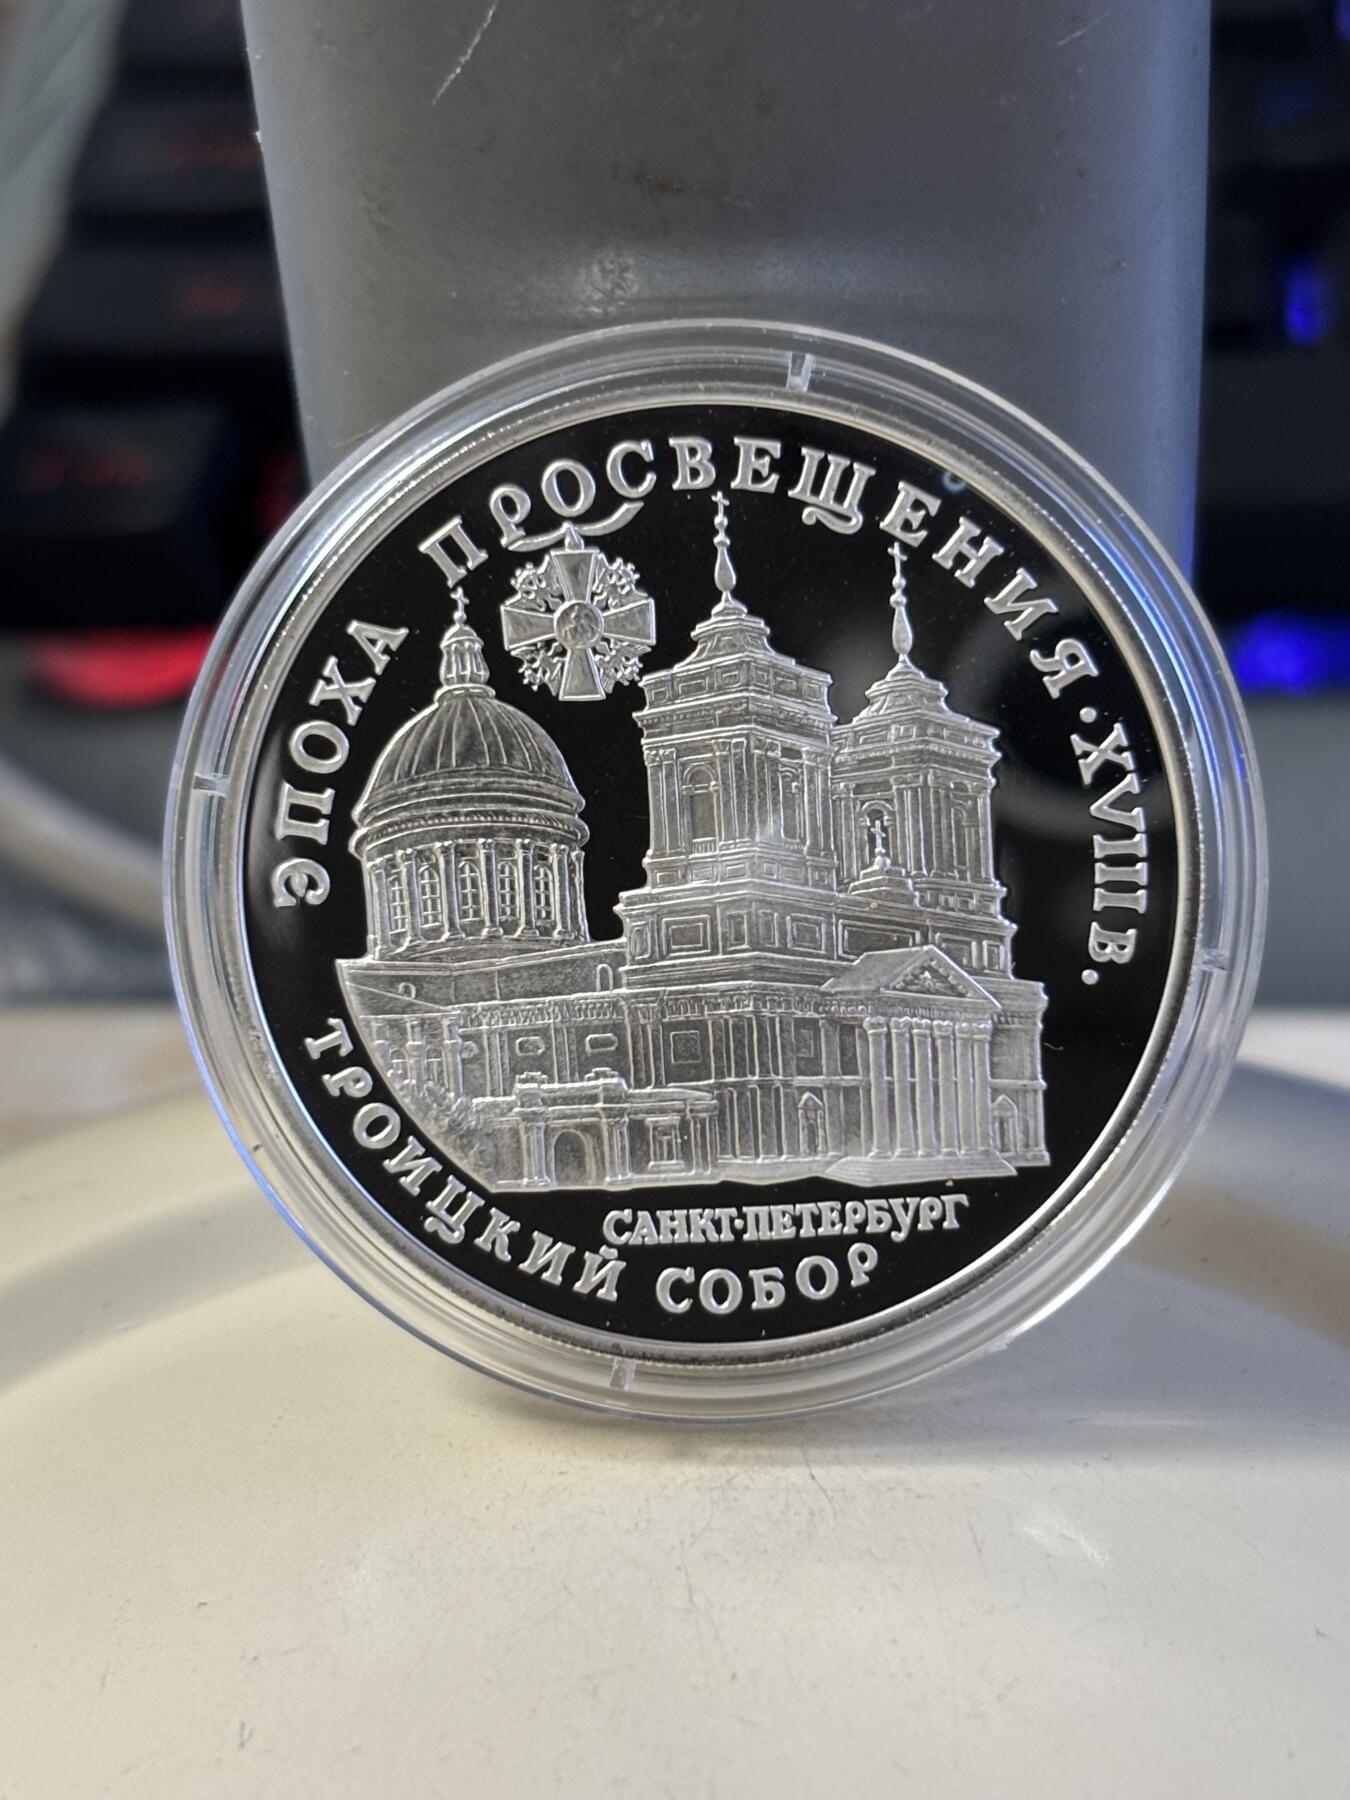 ЭПОХА ПРОСВЕЩЕНИЯ · XVIII В.
САНКТ-ПЕТЕРБУРГ
ТРОИЦКИЙ СОБОР